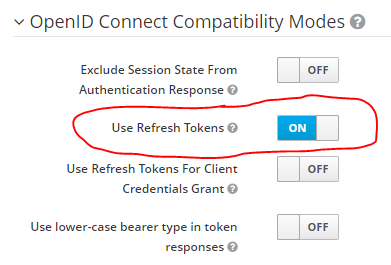 OpenID Connect Compatibility Modes
Exclude Session State From
Authentication Response
OFF
Use Refresh Tokens
ON
Use Refresh Tokens For Client
Credentials Grant
OFF
Use lower-case bearer type in token
responses
OFF